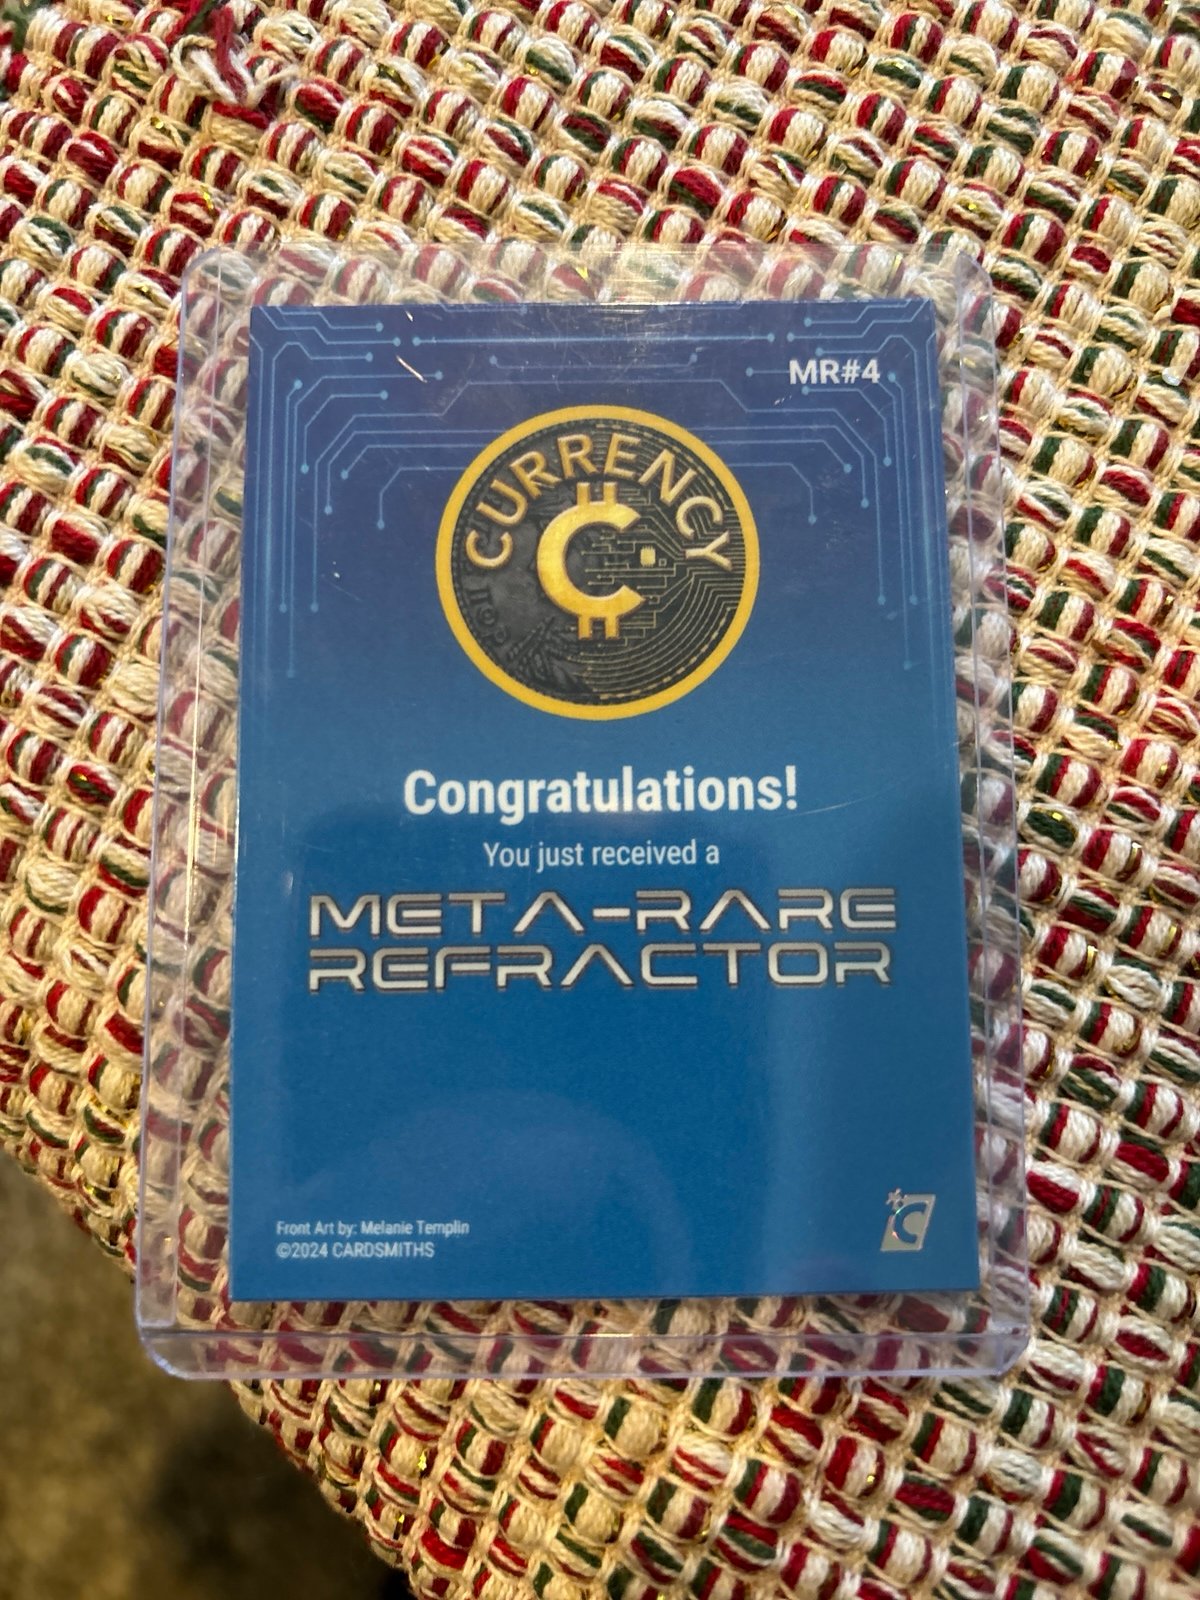 MR#4
CURRENCY
Congratulations!
You just received a
META-RARE
REFRACTOR
Front Art by: Melanie Templin
©2024 CARDSMITHS